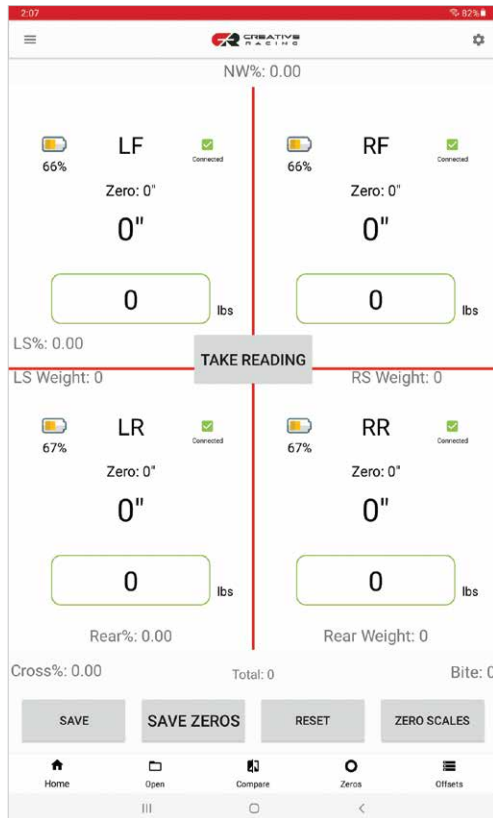 2:07 82%
CREATIVE
RACING
NW%: 0.00
LF Connected 66%
Zero: 0"
0"
0 lbs
RF Connected 66%
Zero: 0"
0"
0 lbs
LS%: 0.00
TAKE READING
LS Weight: 0
RS Weight: 0
LR Connected 67%
Zero: 0"
0"
0 lbs
RR Connected 67%
Zero: 0"
0"
0 lbs
Rear%: 0.00
Rear Weight: 0
Cross%: 0.00
Total: 0
Bite: 0
SAVE
SAVE ZEROS
RESET
ZERO SCALES
Home
Open
Compare
Zeros
Offsets